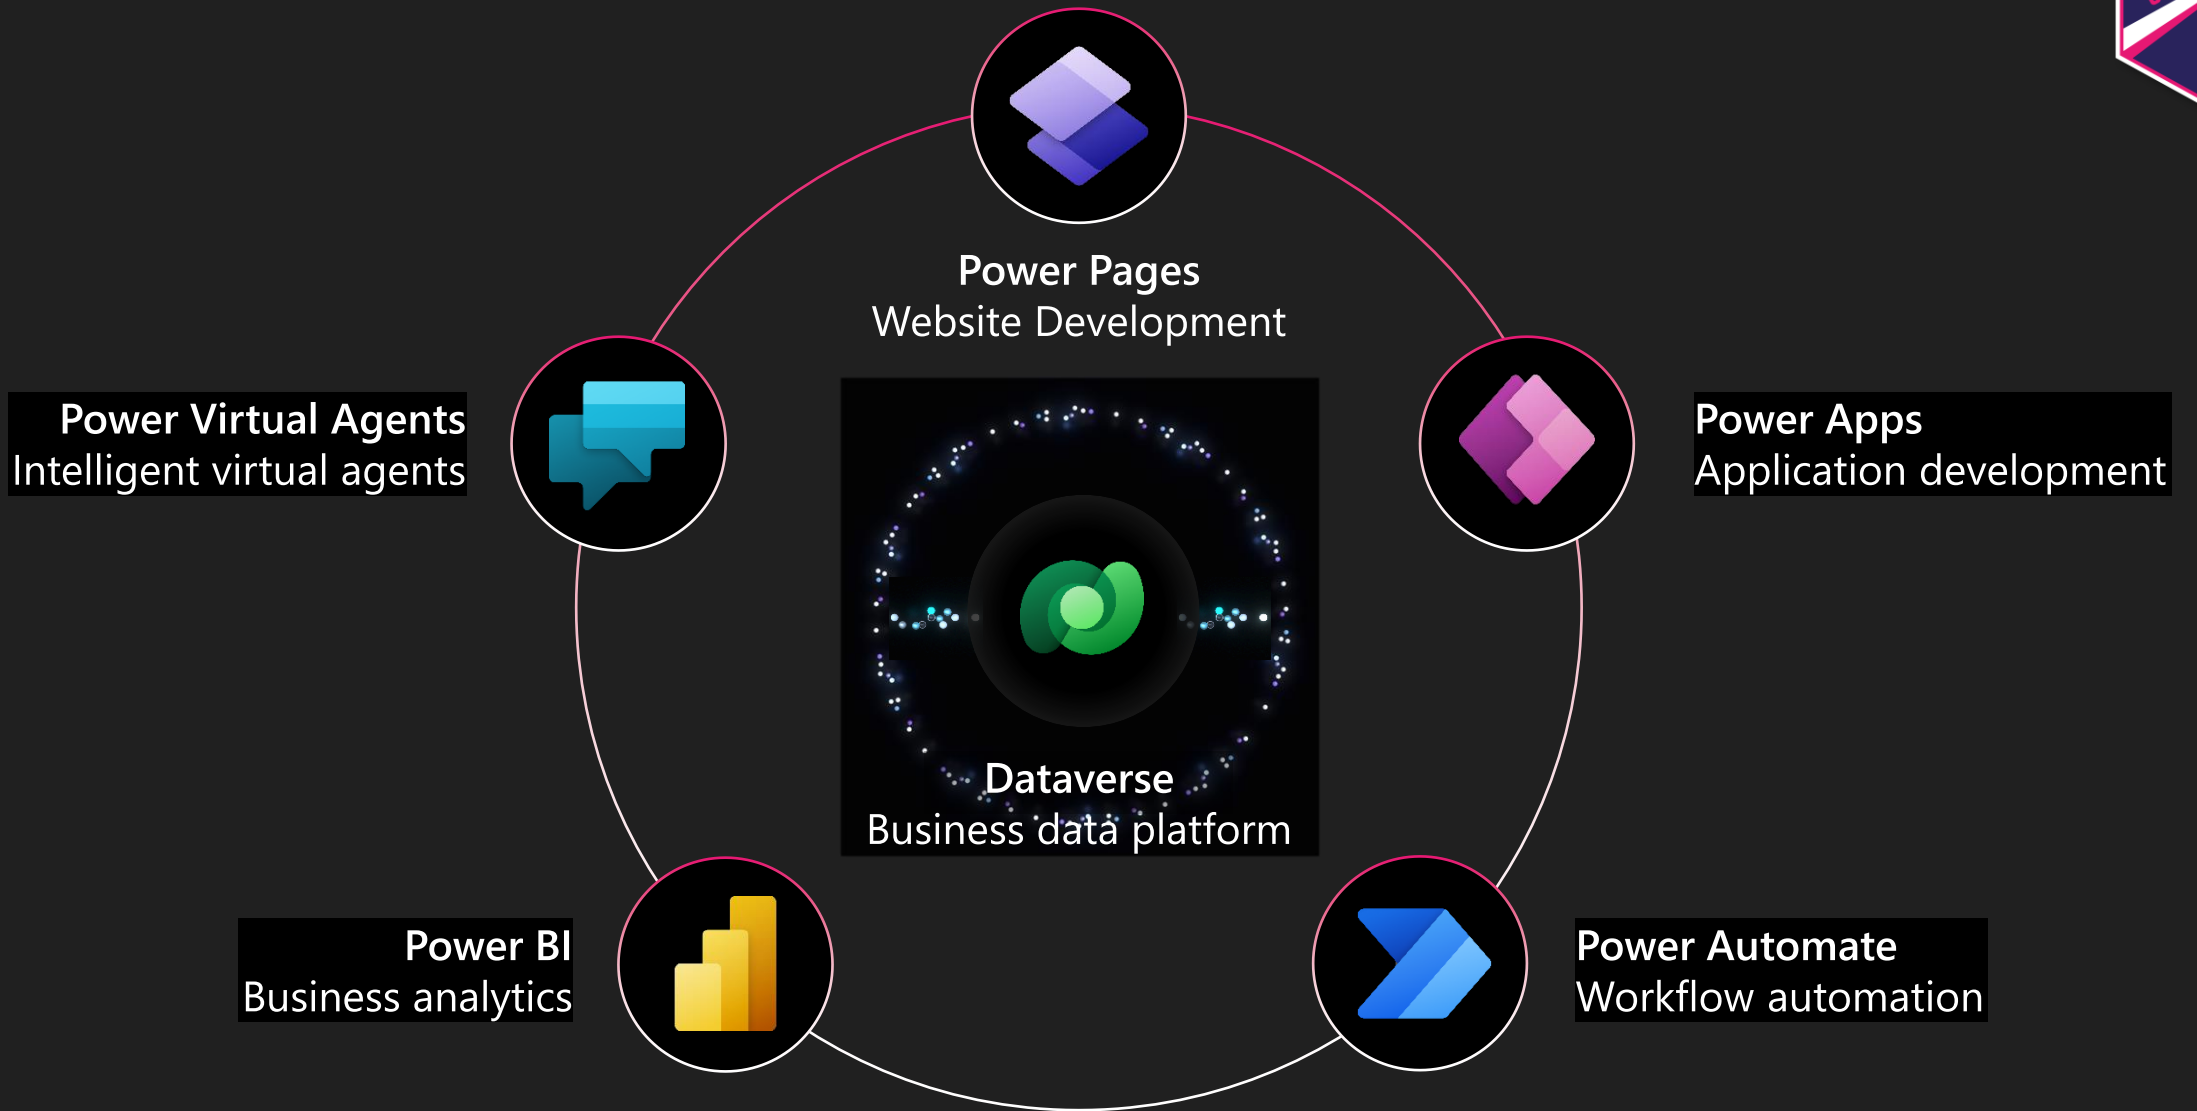 Power Pages
Website Development
Power Virtual Agents
Intelligent virtual agents
Power Apps
Application development
Dataverse
Business data platform
Power BI
Business analytics
Power Automate
Workflow automation